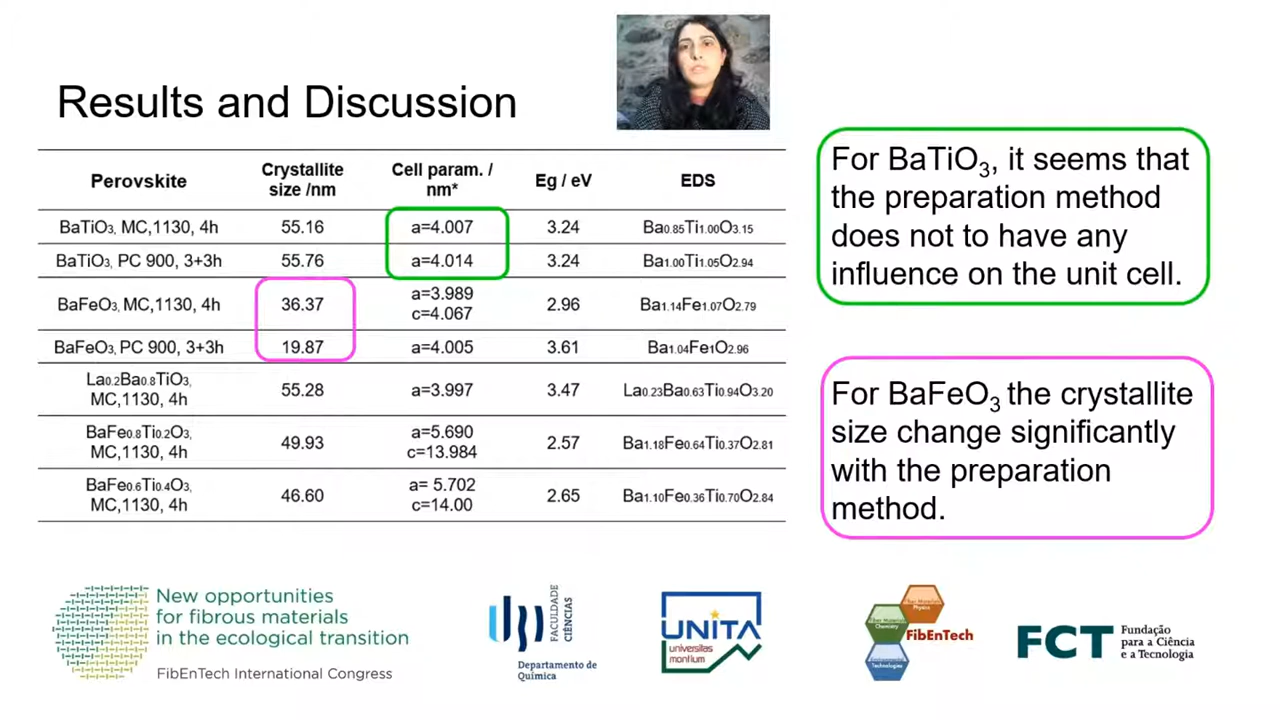 Results and Discussion
Perovskite Crystallite size /nm Cell param. / nm* Eg / eV EDS
BaTiO3, MC,1130, 4h 55.16 a=4.007 3.24 Ba0.85Ti1.00O3.15
BaTiO3, PC 900, 3+3h 55.76 a=4.014 3.24 Ba1.00Ti1.05O2.94
BaFeO3, MC,1130, 4h 36.37 a=3.989 c=4.067 2.96 Ba1.14Fe1.07O2.79
BaFeO3, PC 900, 3+3h 19.87 a=4.005 3.61 Ba1.04Fe1O2.96
La0.2Ba0.8TiO3, MC,1130, 4h 55.28 a=3.997 3.47 La0.23Ba0.63Ti0.94O3.20
BaFe0.8Ti0.2O3, MC,1130, 4h 49.93 a=5.690 c=13.984 2.57 Ba1.18Fe0.64Ti0.37O2.81
BaFe0.6Ti0.4O3, MC,1130, 4h 46.60 a= 5.702 c=14.00 2.65 Ba1.10Fe0.36Ti0.70O2.84
For BaTiO3, it seems that
the preparation method
does not to have any
influence on the unit cell.
For BaFeO3 the crystallite
size change significantly
with the preparation
method.
New opportunities
for fibrous materials
in the ecological transition
FibEnTech International Congress
FACULDADE
CIÊNCIAS
Departamento de
Química
UNITA
universitas
montium
Fiber Materials
Physics
Fiber Materials
Chemistry
Environmental
Technologies
FibEnTech
FCT
Fundação
para a Ciência
e a Tecnologia